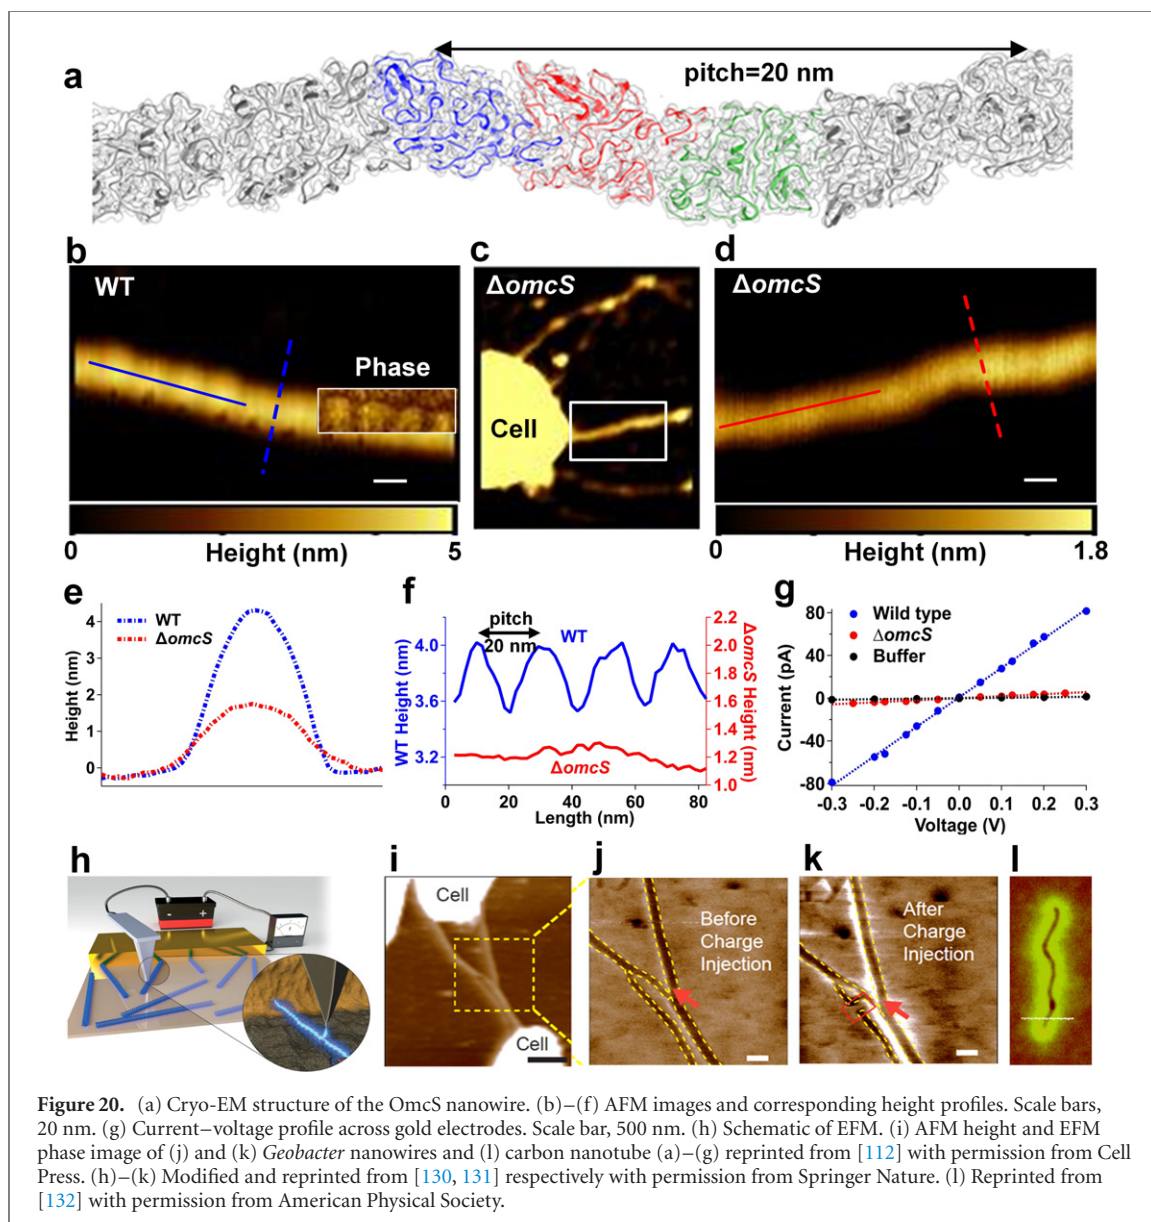 a
pitch=20 nm
b
WT
Phase
0
Height (nm)
5
c
ΔomcS
Cell
d
ΔomcS
0
Height (nm)
1.8
e
WT
ΔomcS
Height (nm)
4
3
2
1
0
f
pitch
20 nm
WT
ΔomcS
WT Height (nm)
4.0
3.6
3.2
ΔomcS Height (nm)
2.2
2.0
1.8
1.6
1.4
1.2
1.0
0 20 40 60 80
Length (nm)
g
Wild type
ΔomcS
Buffer
Current (pA)
80
40
0
-40
-80
-0.3 -0.2 -0.1 0.0 0.1 0.2 0.3
Voltage (V)
h
- +
i
Cell
Cell
j
Before
Charge
Injection
k
After
Charge
Injection
l
Figure 20. (a) Cryo-EM structure of the OmcS nanowire. (b)–(f) AFM images and corresponding height profiles. Scale bars,
20 nm. (g) Current–voltage profile across gold electrodes. Scale bar, 500 nm. (h) Schematic of EFM. (i) AFM height and EFM
phase image of (j) and (k) Geobacter nanowires and (l) carbon nanotube (a)–(g) reprinted from [112] with permission from Cell
Press. (h)–(k) Modified and reprinted from [130, 131] respectively with permission from Springer Nature. (l) Reprinted from
[132] with permission from American Physical Society.